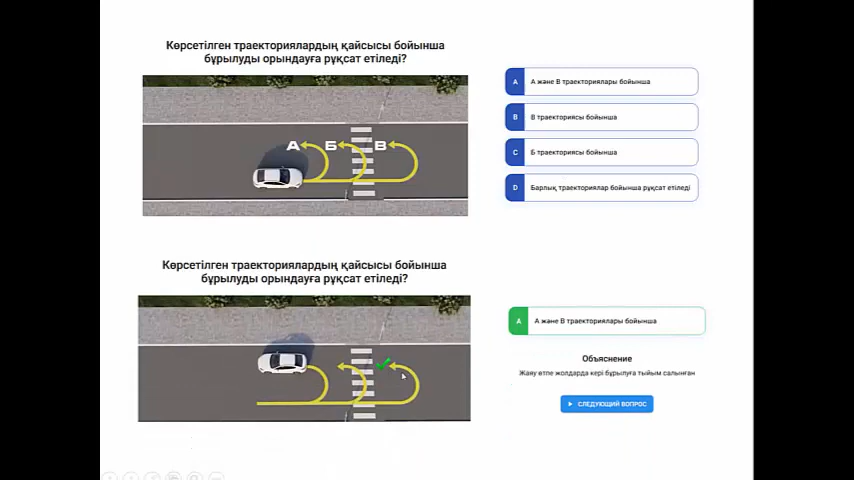 Көрсетілген траекториялардың қайсысы бойынша
бұрылуды орындауға рұқсат етіледі?
А Б В
A А және В траекториялары бойынша
B В траекториясы бойынша
C Б траекториясы бойынша
D Барлық траекториялар бойынша рұқсат етіледі
Көрсетілген траекториялардың қайсысы бойынша
бұрылуды орындауға рұқсат етіледі?
A А және В траекториялары бойынша
Объяснение
Жаяу өтпе жолдарда кері бұрылуға тыйым салынған
СЛЕДУЮЩИЙ ВОПРОС